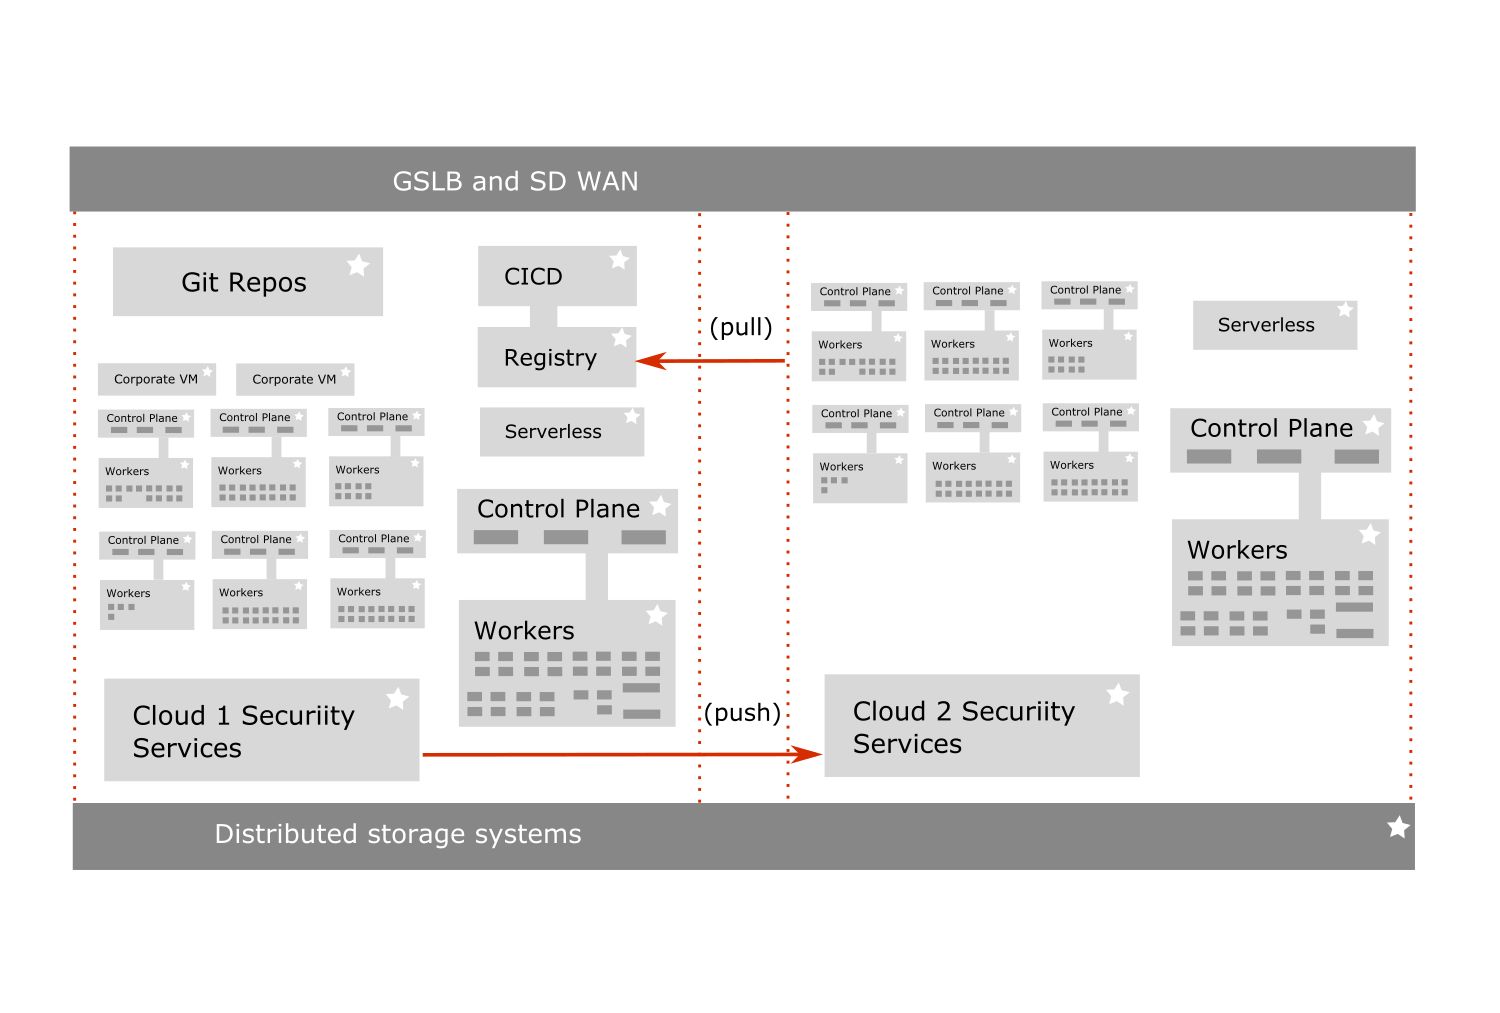 GSLB and SD WAN
Git Repos
CICD
Registry
Serverless
Corporate VM
Corporate VM
Control Plane
Control Plane
Control Plane
Workers
Workers
Workers
Control Plane
Control Plane
Control Plane
Workers
Workers
Workers
Control Plane
Workers
Cloud 1 Securiity
Services
(pull)
(push)
Control Plane
Control Plane
Control Plane
Workers
Workers
Workers
Control Plane
Control Plane
Control Plane
Workers
Workers
Workers
Serverless
Control Plane
Workers
Cloud 2 Securiity
Services
Distributed storage systems